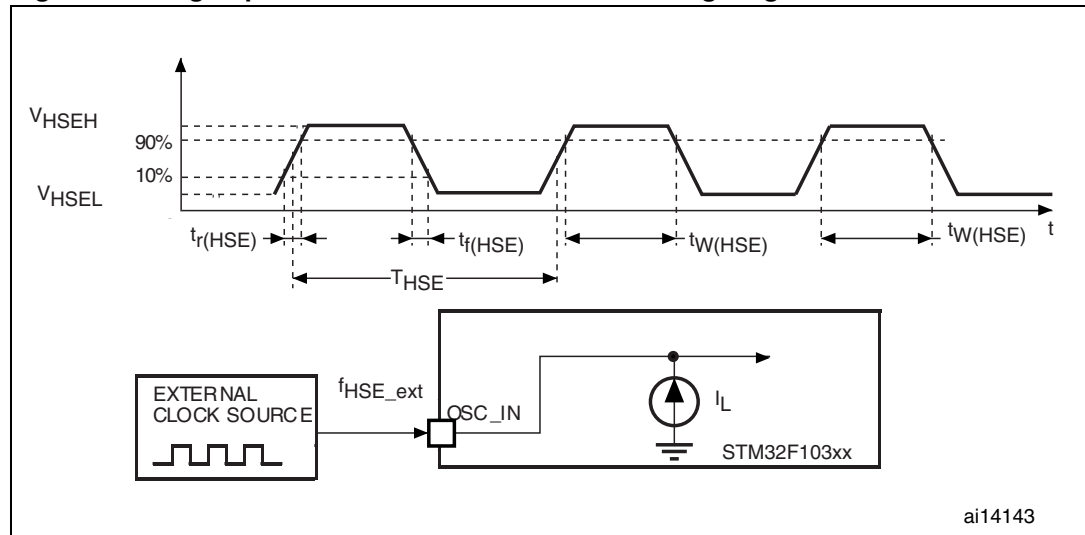 VHSEH
90%
10%
VHSEL
tr(HSE)
tf(HSE)
tW(HSE)
tW(HSE)
t
THSE
EXTERNAL
CLOCK SOURCE
fHSE_ext
OSC_IN
IL
STM32F103xx
ai14143